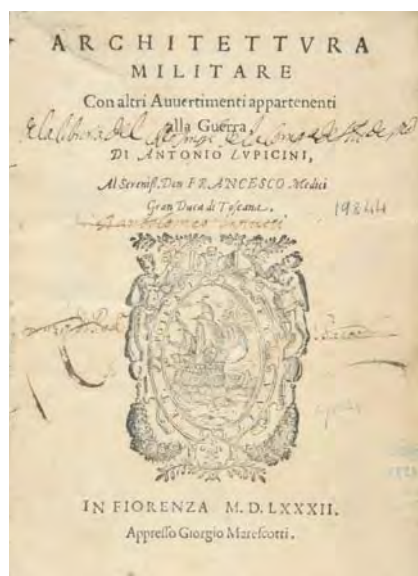 ARCHITETTVRA
MILITARE
Con altri Auuertimenti appartenenti
alla Guerra,
DI ANTONIO LVPICINI,
Al Sereniſſ. Don FRANCESCO Medici
Gran Duca di Toſcana.
19244
IN FIORENZA M. D. LXXXII.
Appreſſo Giorgio Mareſcotti.